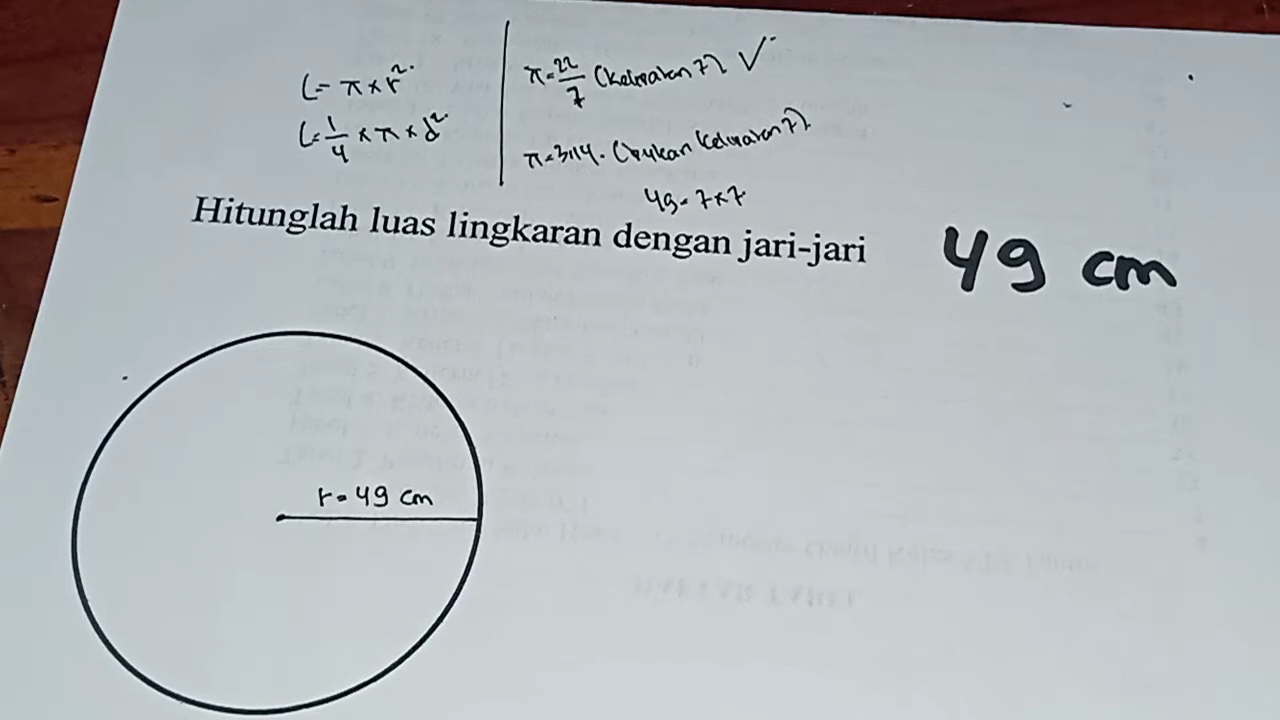 L = π × r²
L = 1/4 × π × d²
π = 22/7 (kelipatan 7) ✓
π = 3,14. (bukan kelipatan 7).
49 = 7 × 7
Hitunglah luas lingkaran dengan jari-jari 49 cm
r = 49 cm